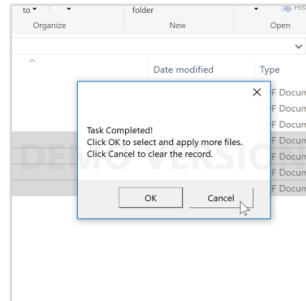 to
folder
His
Organize
New
Open
Date modified
Type
F Docum
F Docum
F Docum
Task Completed!
Click OK to select and apply more files.
F Docum
Click Cancel to clear the record.
F Docum
DEMO VERSION
F Docum
F Docum
OK
Cancel